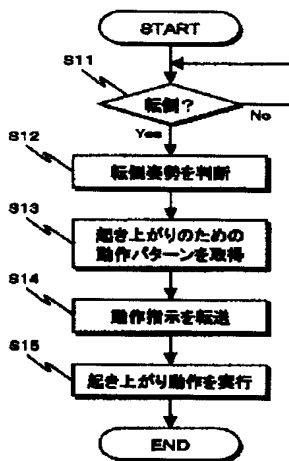 START
S11
転倒？
No
Yes
S12
転倒姿勢を判断
S13
起き上がりのための
動作パターンを取得
S14
動作指示を転送
S15
起き上がり動作を実行
END